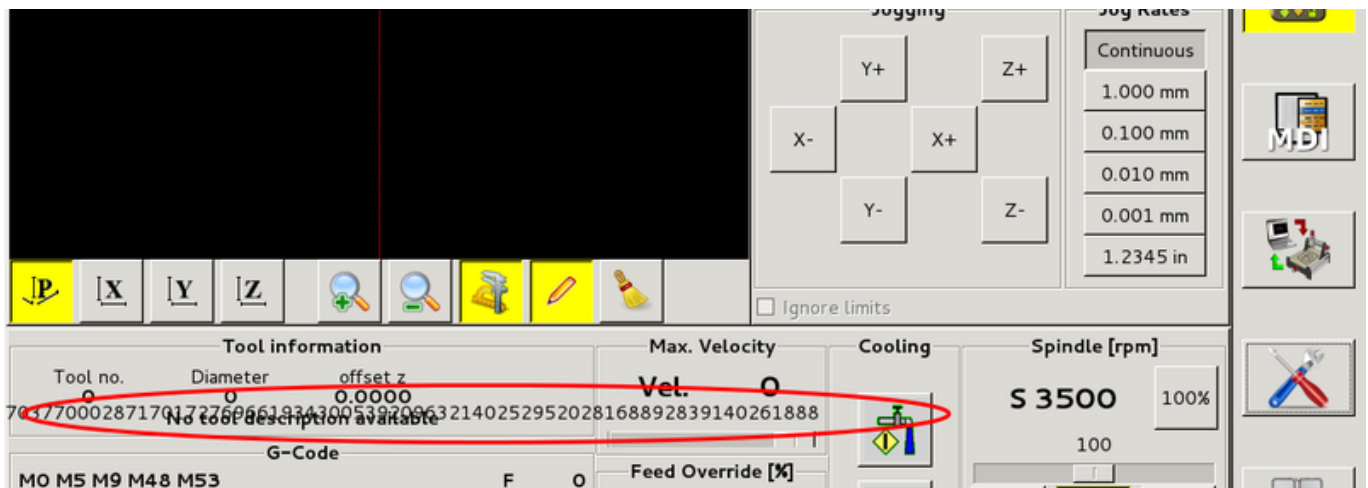 Jogging
Jog Rates
Continuous
Y+
Z+
1.000 mm
MDI
X-
X+
0.100 mm
0.010 mm
Y-
Z-
0.001 mm
1.2345 in
P
X
Y
Z
Ignore limits
Tool information
Max. Velocity
Cooling
Spindle [rpm]
Tool no.
Diameter
offset z
0
0
0.0000
Vel.
0
S 3500
100%
No tool description available
100
G-Code
Feed Override [%]
M0 M5 M9 M48 M53
F
0